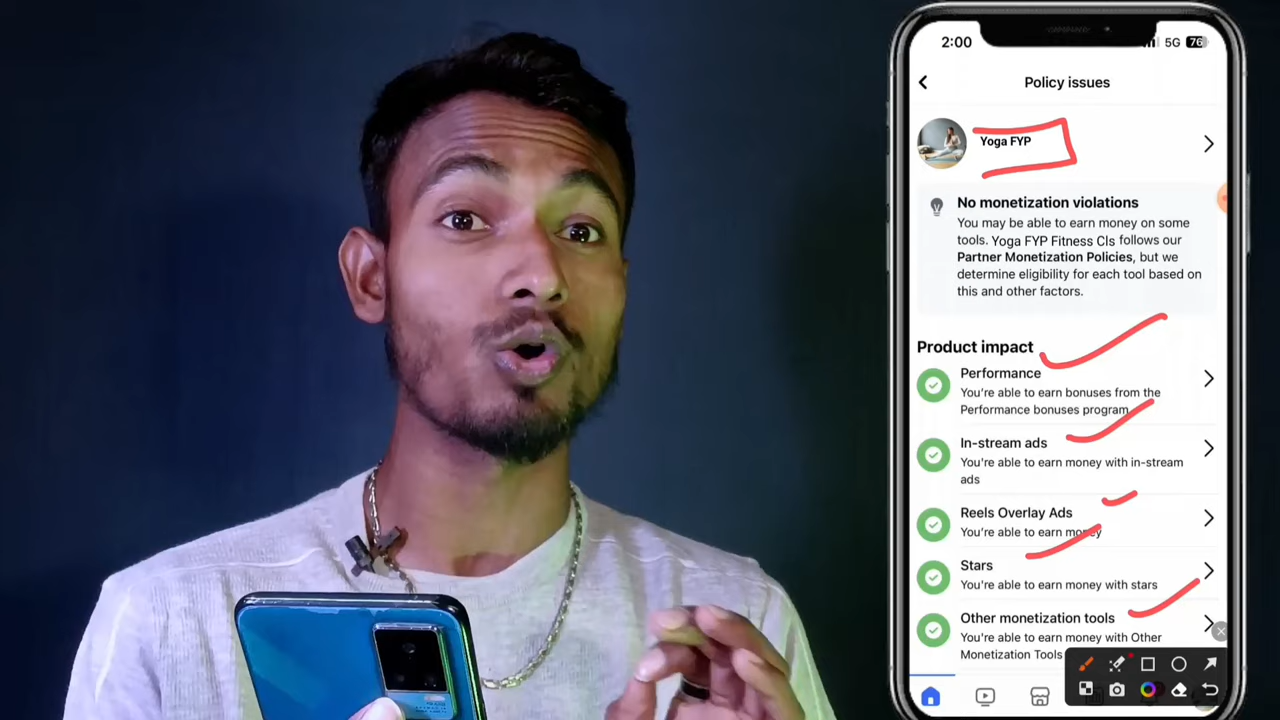 2:00
5G
76
Policy issues
Yoga FYP
No monetization violations
You may be able to earn money on some
tools. Yoga FYP Fitness Cls follows our
Partner Monetization Policies, but we
determine eligibility for each tool based on
this and other factors.
Product impact
Performance
You're able to earn bonuses from the
Performance bonuses program
In-stream ads
You're able to earn money with in-stream
ads
Reels Overlay Ads
You're able to earn money
Stars
You're able to earn money with stars
Other monetization tools
You're able to earn money with Other
Monetization Tools